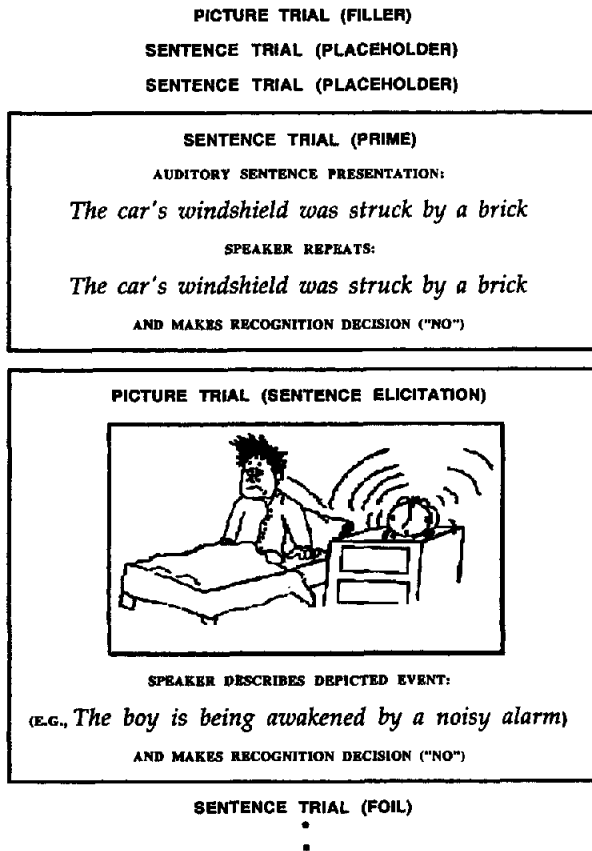 PICTURE TRIAL (FILLER)
SENTENCE TRIAL (PLACEHOLDER)
SENTENCE TRIAL (PLACEHOLDER)
SENTENCE TRIAL (PRIME)
AUDITORY SENTENCE PRESENTATION:
The car's windshield was struck by a brick
SPEAKER REPEATS:
The car's windshield was struck by a brick
AND MAKES RECOGNITION DECISION ("NO")
PICTURE TRIAL (SENTENCE ELICITATION)
SPEAKER DESCRIBES DEPICTED EVENT:
(E.G., The boy is being awakened by a noisy alarm)
AND MAKES RECOGNITION DECISION ("NO")
SENTENCE TRIAL (FOIL)